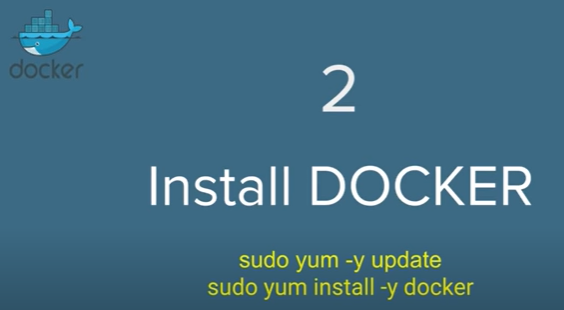 docker
2
Install DOCKER
sudo yum -y update
sudo yum install -y docker